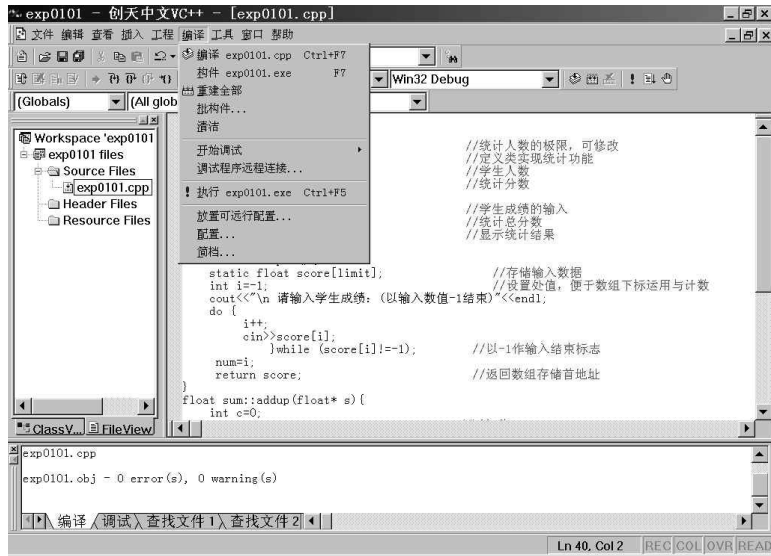 exp0101 - 创天中文VC++ - [exp0101.cpp]
文件 编辑 查看 插入 工程 编译 工具 窗口 帮助
编译 exp0101.cpp Ctrl+F7
构件 exp0101.exe F7
重建全部
批构件...
清洁
开始调试
调试程序远程连接...
执行 exp0101.exe Ctrl+F5
放置可远行配置...
配置...
简档...
Win32 Debug
(Globals)
(All glob
Workspace 'exp0101
exp0101 files
Source Files
exp0101.cpp
Header Files
Resource Files
ClassV...
FileView
//统计人数的极限，可修改
//定义类实现统计功能
//学生人数
//统计分数
//学生成绩的输入
//统计总分数
//显示统计结果
static float score[limit]; //存储输入数据
int i=-1; //设置处值，便于数组下标运用与计数
cout<<"\n 请输入学生成绩：(以输入数值-1结束)"<<endl;
do {
i++;
cin>>score[i];
}while (score[i]!=-1); //以-1作输入结束标志
num=i;
return score; //返回数组存储首地址
}
float sum::addup(float* s){
int c=0;
exp0101.cpp
exp0101.obj - 0 error(s), 0 warning(s)
编译 调试 查找文件 1 查找文件 2
Ln 40, Col 2 REC COL OVR READ